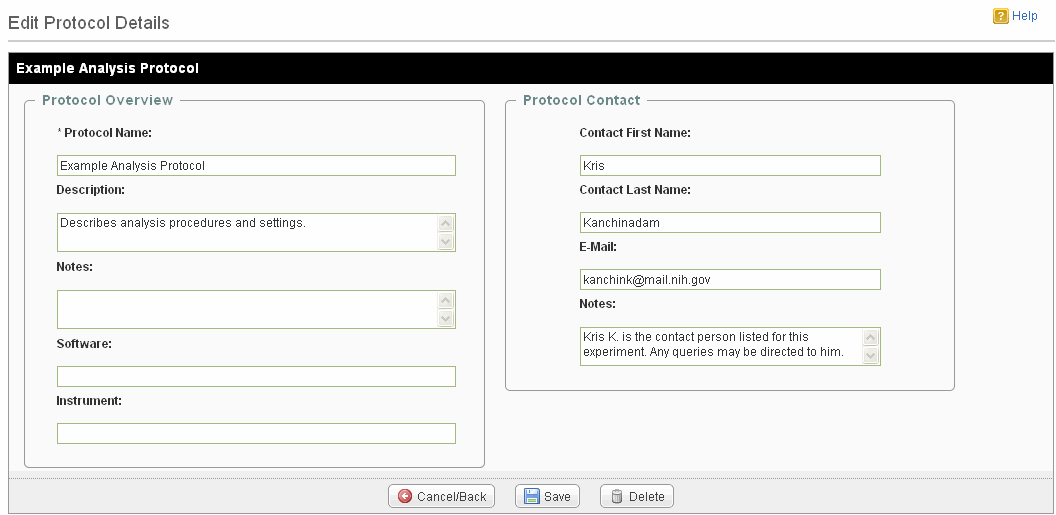 Edit Protocol Details
Help
Example Analysis Protocol
Protocol Overview
* Protocol Name:
Example Analysis Protocol
Description:
Describes analysis procedures and settings.
Notes:
Software:
Instrument:
Protocol Contact
Contact First Name:
Kris
Contact Last Name:
Kanchinadam
E-Mail:
kanchink@mail.nih.gov
Notes:
Kris K. is the contact person listed for this
experiment. Any queries may be directed to him.
Cancel/Back
Save
Delete